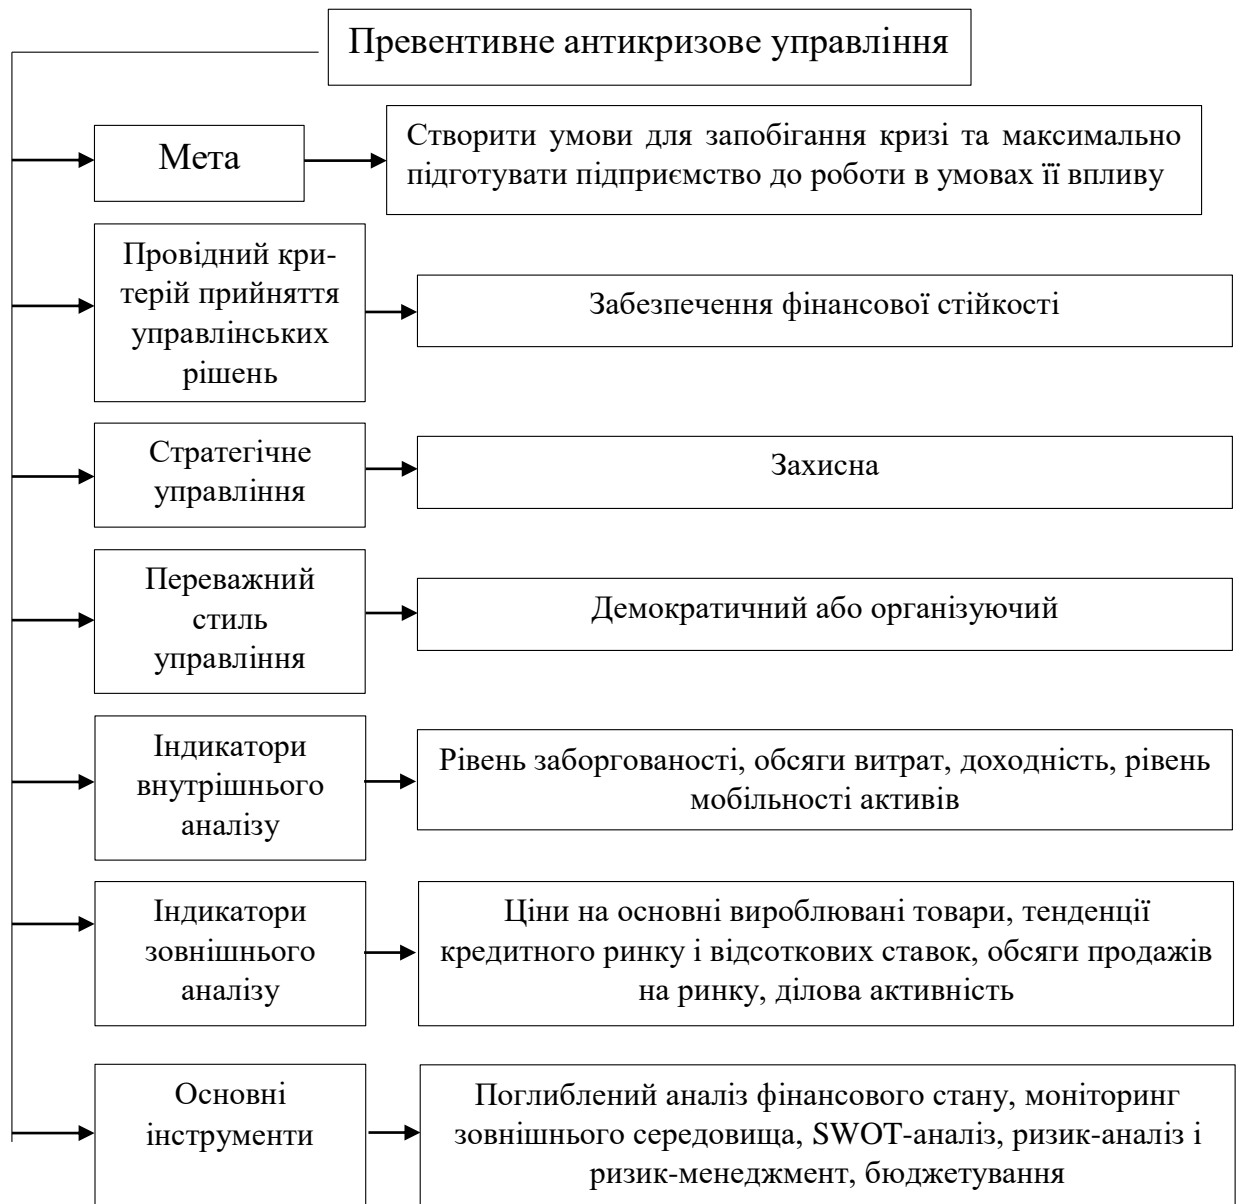 Превентивне антикризове управління
Мета
Створити умови для запобігання кризі та максимально
підготувати підприємство до роботи в умовах її впливу
Провідний кри-
терій прийняття
управлінських
рішень
Забезпечення фінансової стійкості
Стратегічне
управління
Захисна
Переважний
стиль
управління
Демократичний або організуючий
Індикатори
внутрішнього
аналізу
Рівень заборгованості, обсяги витрат, доходність, рівень
мобільності активів
Індикатори
зовнішнього
аналізу
Ціни на основні вироблювані товари, тенденції
кредитного ринку і відсоткових ставок, обсяги продажів
на ринку, ділова активність
Основні
інструменти
Поглиблений аналіз фінансового стану, моніторинг
зовнішнього середовища, SWOT-аналіз, ризик-аналіз і
ризик-менеджмент, бюджетування